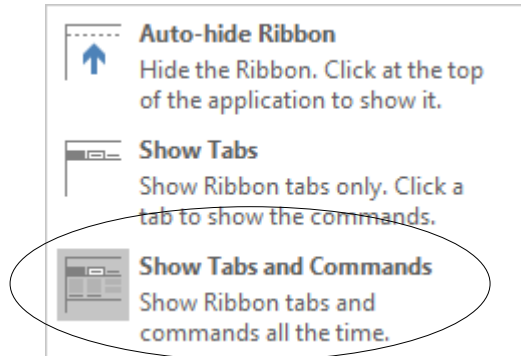 Auto-hide Ribbon
Hide the Ribbon. Click at the top
of the application to show it.
Show Tabs
Show Ribbon tabs only. Click a
tab to show the commands.
Show Tabs and Commands
Show Ribbon tabs and
commands all the time.